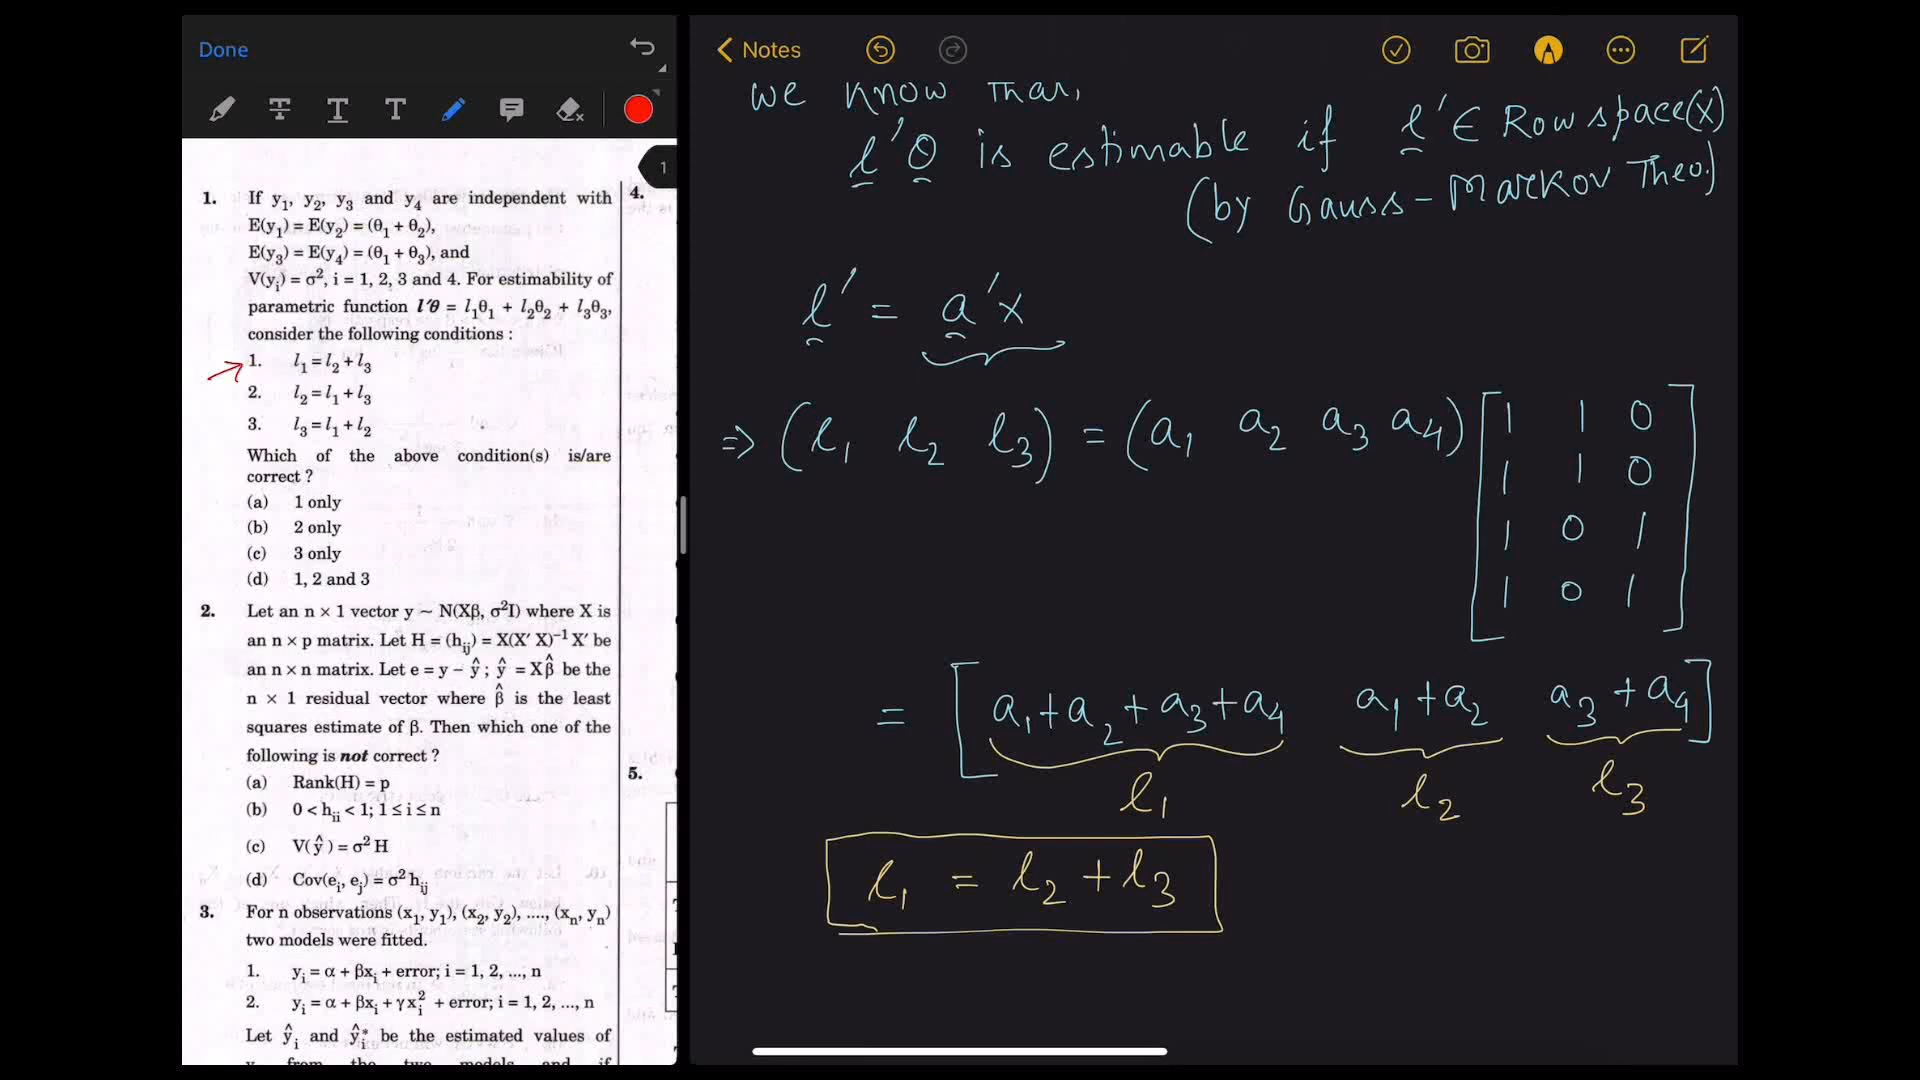 Done
1
1. If y₁, y₂, y₃ and y₄ are independent with
E(y₁) = E(y₂) = (θ₁ + θ₂),
E(y₃) = E(y₄) = (θ₁ + θ₃), and
V(yᵢ) = σ², i = 1, 2, 3 and 4. For estimability of
parametric function l′θ = l₁θ₁ + l₂θ₂ + l₃θ₃,
consider the following conditions :
1. l₁ = l₂ + l₃
2. l₂ = l₁ + l₃
3. l₃ = l₁ + l₂
Which of the above condition(s) is/are
correct ?
(a) 1 only
(b) 2 only
(c) 3 only
(d) 1, 2 and 3
2. Let an n × 1 vector y ~ N(Xβ, σ²I) where X is
an n × p matrix. Let H = (hᵢⱼ) = X(X′ X)⁻¹ X′ be
an n × n matrix. Let e = y – ŷ ; ŷ = Xβ̂ be the
n × 1 residual vector where β̂ is the least
squares estimate of β. Then which one of the
following is not correct ?
(a) Rank(H) = p
(b) 0 < hᵢᵢ < 1; 1 ≤ i ≤ n
(c) V(ŷ) = σ² H
(d) Cov(eᵢ, eⱼ) = σ² hᵢⱼ
3. For n observations (x₁, y₁), (x₂, y₂), ...., (xₙ, yₙ)
two models were fitted.
1. yᵢ = α + βxᵢ + error; i = 1, 2, ..., n
2. yᵢ = α + βxᵢ + γxᵢ² + error; i = 1, 2, ..., n
Let ŷᵢ and ŷᵢ* be the estimated values of
from the two models and if
4.
5.
Notes
we know that,
l′θ is estimable if l′ ∈ Row space(X)
(by Gauss-Markov Theo.)
l′ = a′X
⇒ (l₁ l₂ l₃) = (a₁ a₂ a₃ a₄) [1 1 0
1 1 0
1 0 1
1 0 1]
= [a₁+a₂+a₃+a₄ a₁+a₂ a₃+a₄]
l₁ l₂ l₃
l₁ = l₂ + l₃